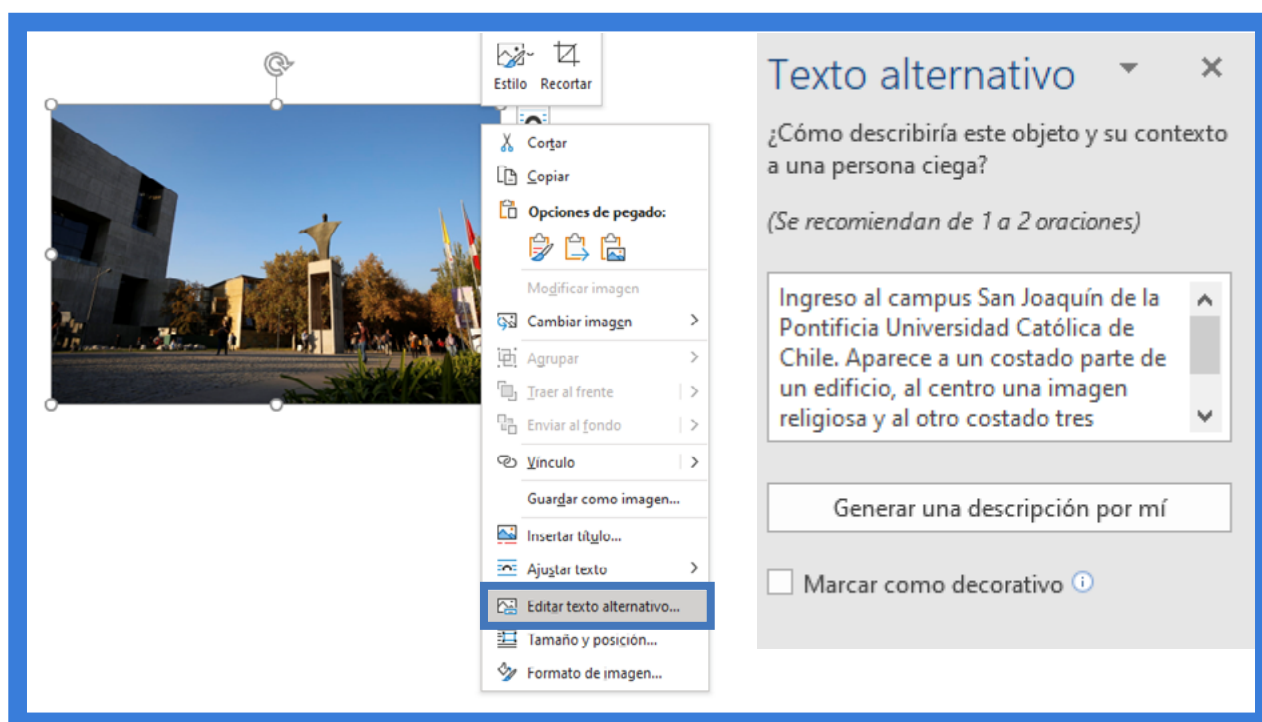 Estilo Recortar
Cortar
Copiar
Opciones de pegado:
Modificar imagen
Cambiar imagen
Agrupar
Traer al frente
Enviar al fondo
Vínculo
Guardar como imagen...
Insertar título...
Ajustar texto
Editar texto alternativo...
Tamaño y posición...
Formato de imagen...
Texto alternativo
¿Cómo describiría este objeto y su contexto
a una persona ciega?
(Se recomiendan de 1 a 2 oraciones)
Ingreso al campus San Joaquín de la
Pontificia Universidad Católica de
Chile. Aparece a un costado parte de
un edificio, al centro una imagen
religiosa y al otro costado tres
Generar una descripción por mí
Marcar como decorativo